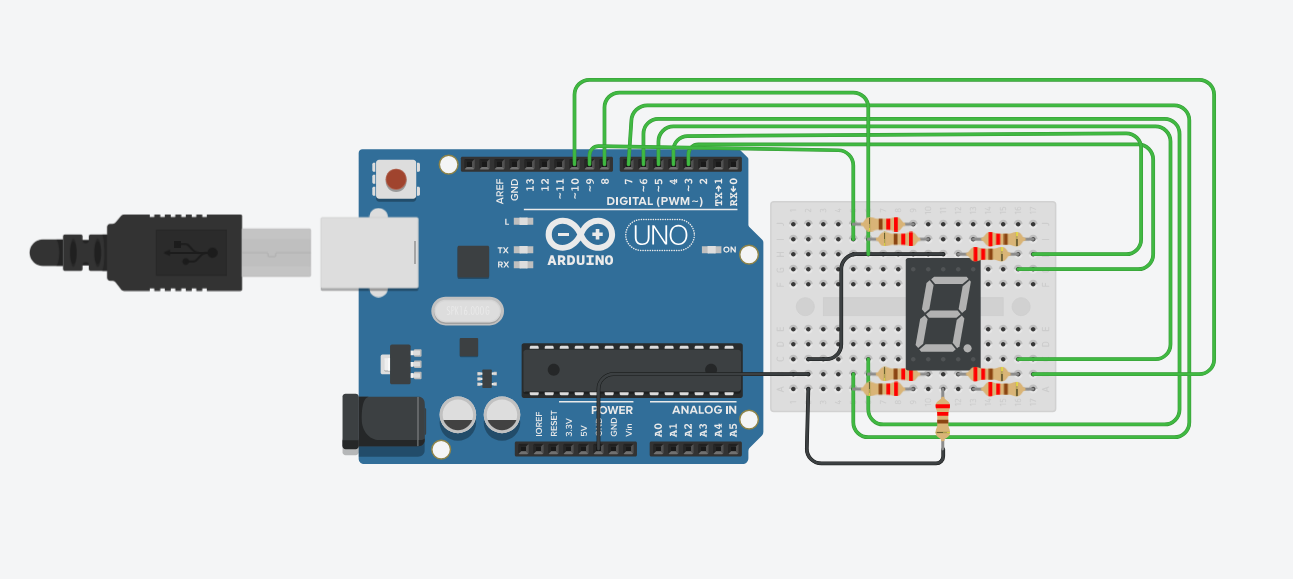 AREF
GND
13
12
~11
~10
~9
8
7
~6
~5
4
~3
2
TX→1
RX←0
DIGITAL (PWM~)
L
TX
RX
UNO
ON
ARDUINO
POWER
ANALOG IN
IOREF
RESET
3.3V
5V
GND
Vin
A0
A1
A2
A3
A4
A5